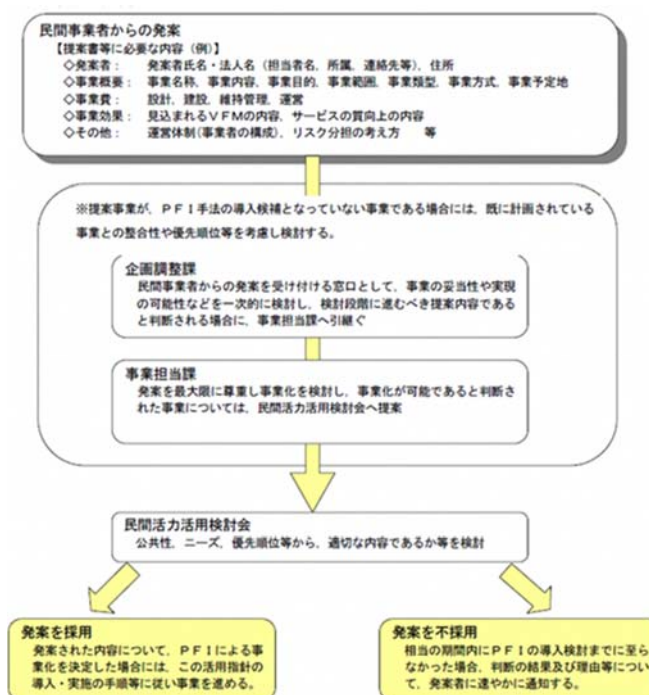 民間事業者からの発案
【提案書等に必要な内容（例）】
◇発案者： 発案者氏名・法人名（担当者名，所属，連絡先等），住所
◇事業概要： 事業名称，事業内容，事業目的，事業範囲，事業類型，事業方式，事業予定地
◇事業費： 設計，建設，維持管理，運営
◇事業効果： 見込まれるＶＦＭの内容，サービスの質向上の内容
◇その他： 運営体制（事業者の構成），リスク分担の考え方 等
※提案事業が，ＰＦＩ手法の導入候補となっていない事業である場合には，既に計画されている
事業との整合性や優先順位等を考慮し検討する。
企画調整課
民間事業者からの発案を受け付ける窓口として，事業の妥当性や実現
の可能性などを一次的に検討し，検討段階に進むべき提案内容である
と判断される場合に，事業担当課へ引継ぐ
事業担当課
発案を最大限に尊重し事業化を検討し，事業化が可能であると判断さ
れた事業については，民間活力活用検討会へ提案
民間活力活用検討会
公共性，ニーズ，優先順位等から，適切な内容であるか等を検討
発案を採用
発案された内容について，ＰＦＩによる事
業化を決定した場合には，この活用指針の
導入・実施の手順等に従い事業を進める。
発案を不採用
相当の期間内にＰＦＩの導入検討までに至ら
なかった場合，判断の結果及び理由等につい
て，発案者に速やかに通知する。